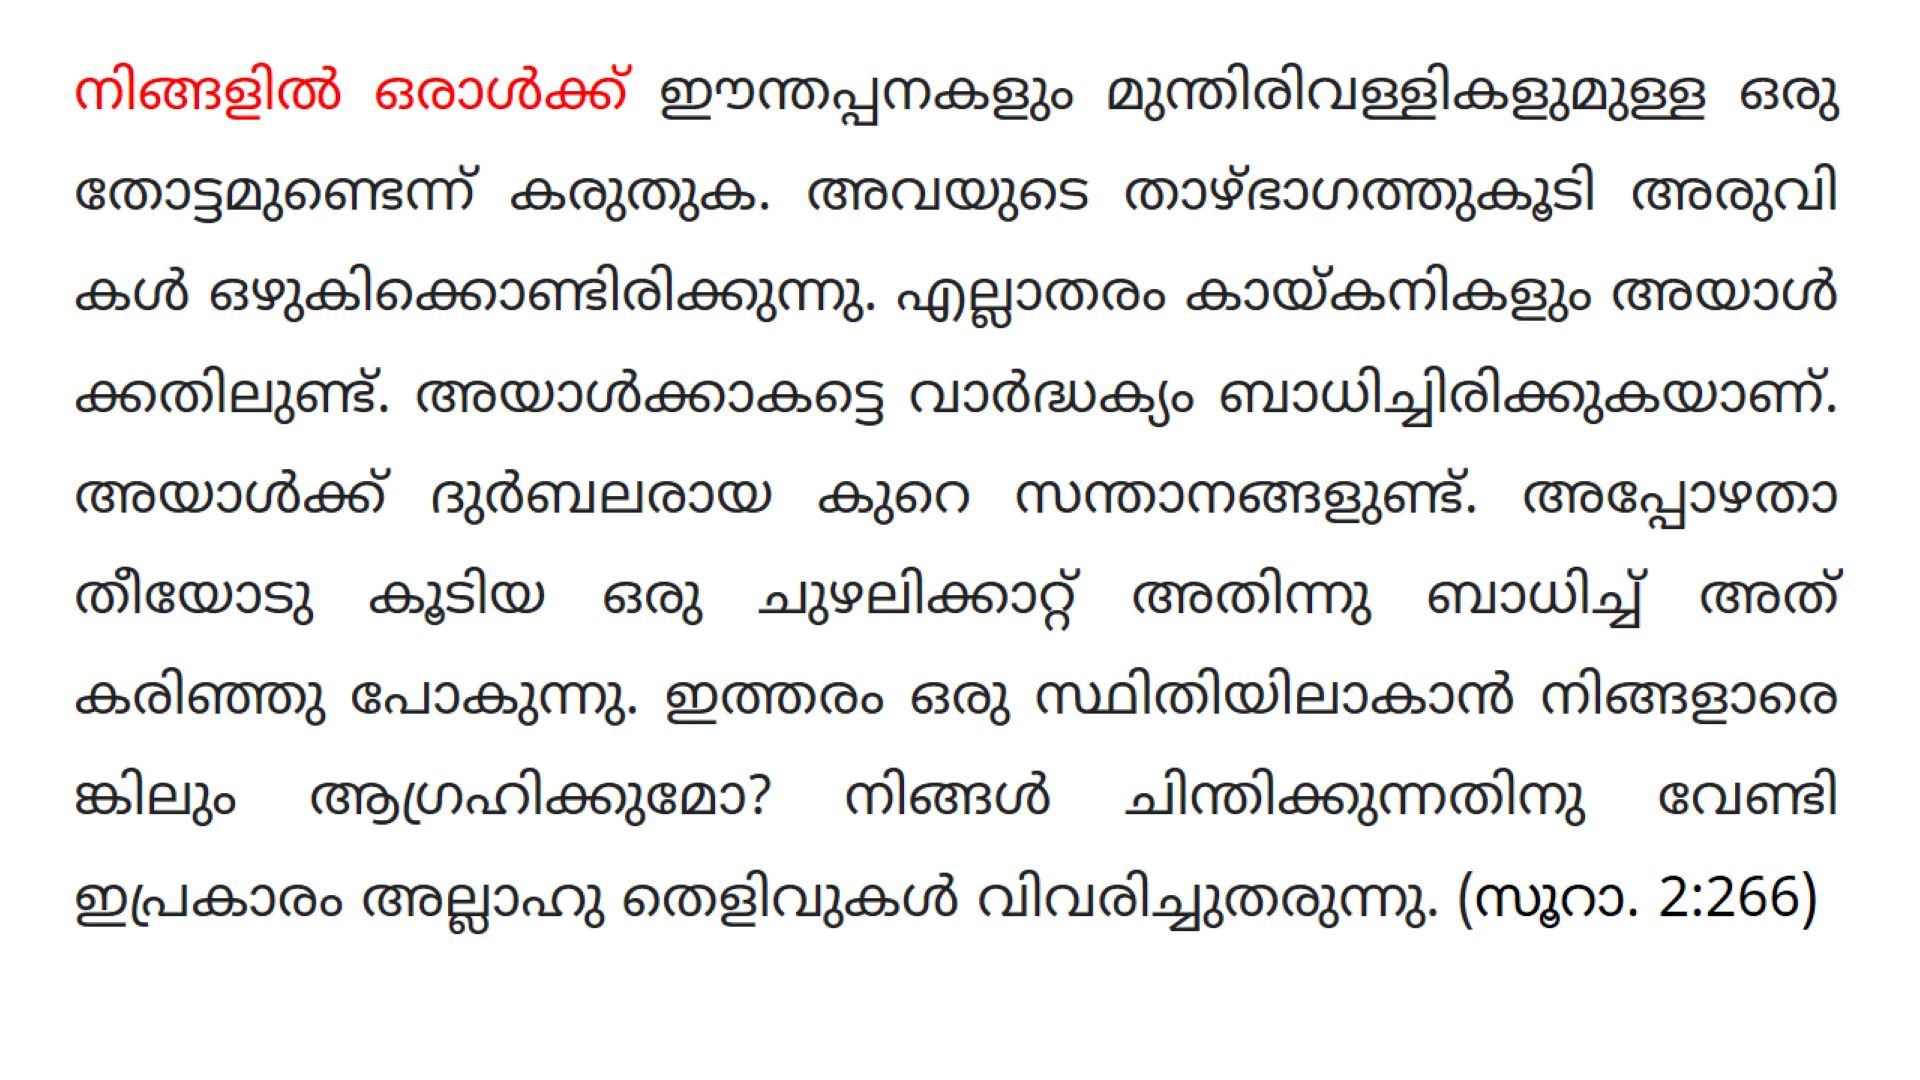 നിങ്ങളിൽ ഒരാൾക്ക് ഈന്തപ്പനകളും മുന്തിരിവള്ളികളുമുള്ള ഒരു
തോട്ടമുണ്ടെന്ന് കരുതുക. അവയുടെ താഴ്ഭാഗത്തുകൂടി അരുവി
കൾ ഒഴുകിക്കൊണ്ടിരിക്കുന്നു. എല്ലാതരം കായ്കനികളും അയാൾ
ക്കതിലുണ്ട്. അയാൾക്കാകട്ടെ വാർദ്ധക്യം ബാധിച്ചിരിക്കുകയാണ്.
അയാൾക്ക് ദുർബലരായ കുറെ സന്താനങ്ങളുണ്ട്. അപ്പോഴതാ
തീയോടു കൂടിയ ഒരു ചുഴലിക്കാറ്റ് അതിന്നു ബാധിച്ച് അത്
കരിഞ്ഞു പോകുന്നു. ഇത്തരം ഒരു സ്ഥിതിയിലാകാൻ നിങ്ങളാരെ
ങ്കിലും ആഗ്രഹിക്കുമോ? നിങ്ങൾ ചിന്തിക്കുന്നതിനു വേണ്ടി
ഇപ്രകാരം അല്ലാഹു തെളിവുകൾ വിവരിച്ചുതരുന്നു. (സൂറാ. 2:266)